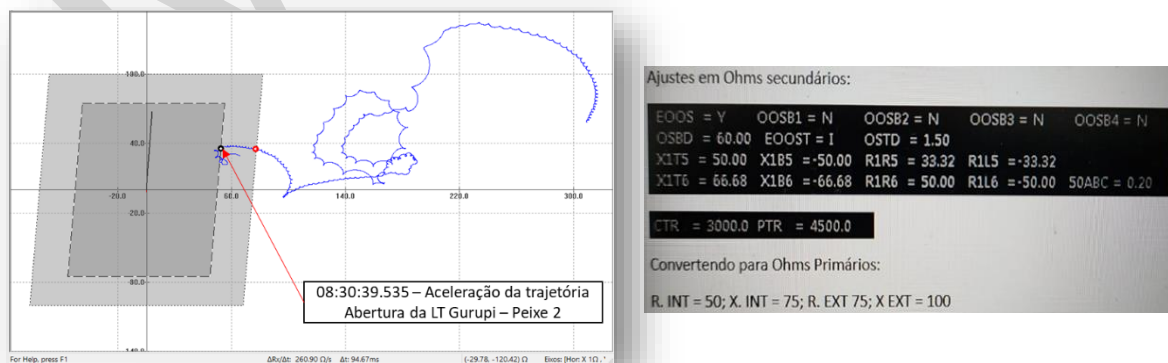 100.0
40.0
-20.0
60.0
140.0
220.0
300.0
-20.0
-80.0
-140.0
08:30:39.535 – Aceleração da trajetória
Abertura da LT Gurupi – Peixe 2
For Help, press F1
ΔRx/Δt: 260.90 Ω/s Δt: 94.67ms
(-29.78, -120.42) Ω
Eixos: [Hor: X 1Ω,
Ajustes em Ohms secundários:
EOOS = Y OOSB1 = N OOSB2 = N OOSB3 = N OOSB4 = N
OSBD = 60.00 EOOST = I OSTD = 1.50
X1T5 = 50.00 X1B5 =-50.00 R1R5 = 33.32 R1L5 =-33.32
X1T6 = 66.68 X1B6 =-66.68 R1R6 = 50.00 R1L6 =-50.00 50ABC = 0.20
CTR = 3000.0 PTR = 4500.0
Convertendo para Ohms Primários:
R. INT = 50; X. INT = 75; R. EXT 75; X EXT = 100